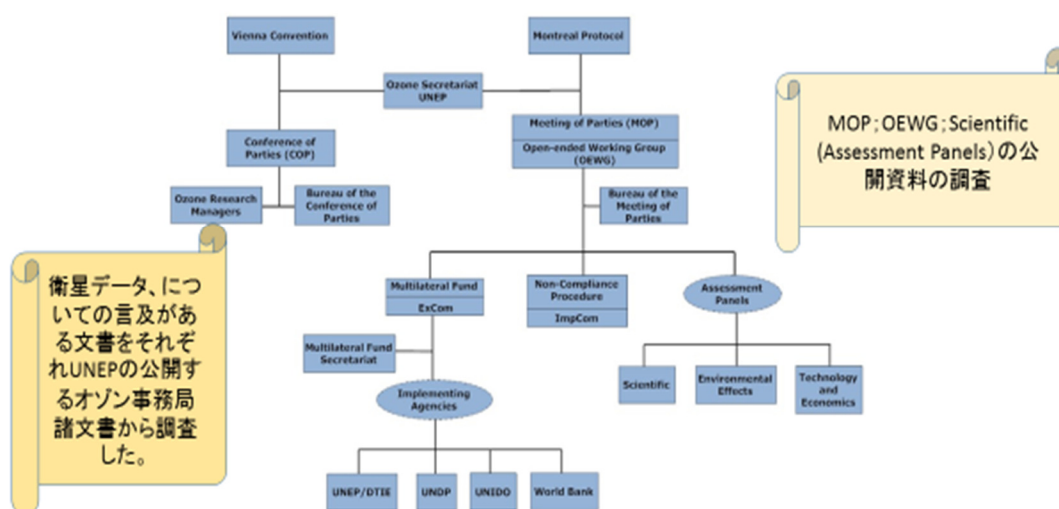 Vienna Convention
Montreal Protocol
Ozone Secretariat
UNEP
Meeting of Parties (MOP)
Open-ended Working Group
(OEWG)
Conference of
Parties (COP)
Ozone Research
Managers
Bureau of the
Conference of
Parties
Bureau of the
Meeting of
Parties
MOP;OEWG;Scientific
(Assessment Panels)の公
開資料の調査
衛星データ、につ
いての言及があ
る文書をそれぞ
れUNEPの公開す
るオゾン事務局
諸文書から調査
した。
Multilateral Fund
ExCom
Non-Compliance
Procedure
ImpCom
Assessment
Panels
Multilateral Fund
Secretariat
Implementing
Agencies
Scientific
Environmental
Effects
Technology
and
Economics
UNEP/DTIE
UNDP
UNIDO
World Bank